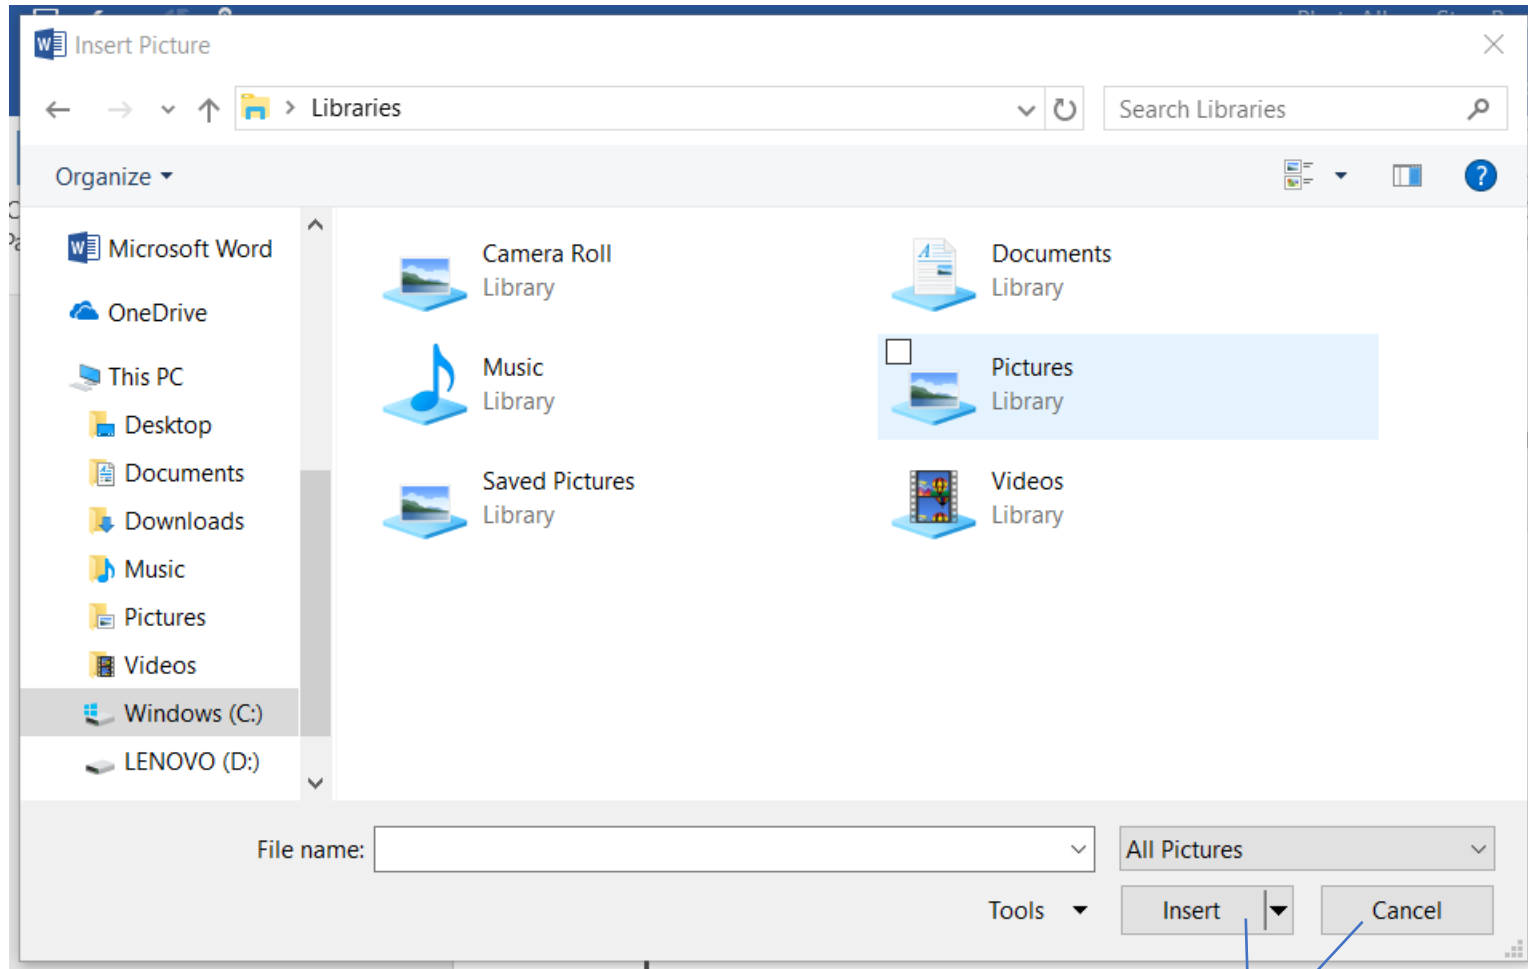 Insert Picture
Libraries
Search Libraries
Organize
Microsoft Word
OneDrive
This PC
Desktop
Documents
Downloads
Music
Pictures
Videos
Windows (C:)
LENOVO (D:)
Camera Roll
Library
Documents
Library
Music
Library
Pictures
Library
Saved Pictures
Library
Videos
Library
File name:
All Pictures
Tools
Insert
Cancel